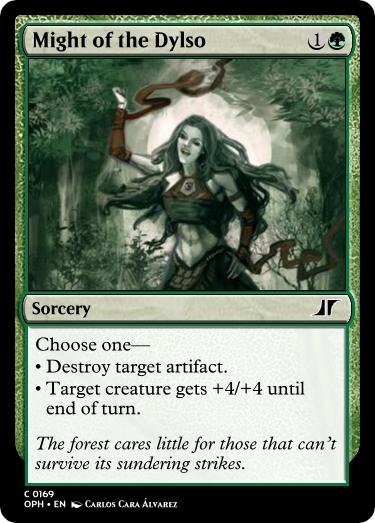 Might of the Dylso 1
Sorcery
Choose one—
• Destroy target artifact.
• Target creature gets +4/+4 until
end of turn.
The forest cares little for those that can't
survive its sundering strikes.
C 0169
OPH • EN CARLOS CARA ÁLVAREZ